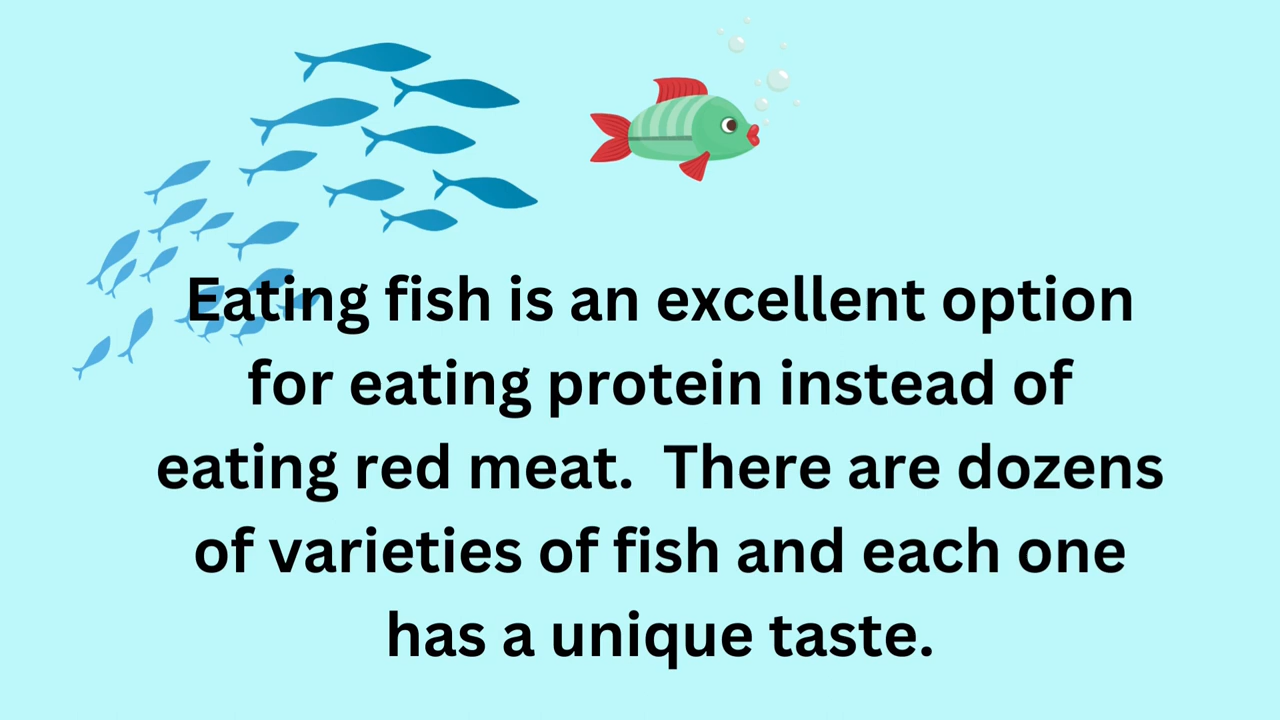 Eating fish is an excellent option
for eating protein instead of
eating red meat.  There are dozens
of varieties of fish and each one
has a unique taste.